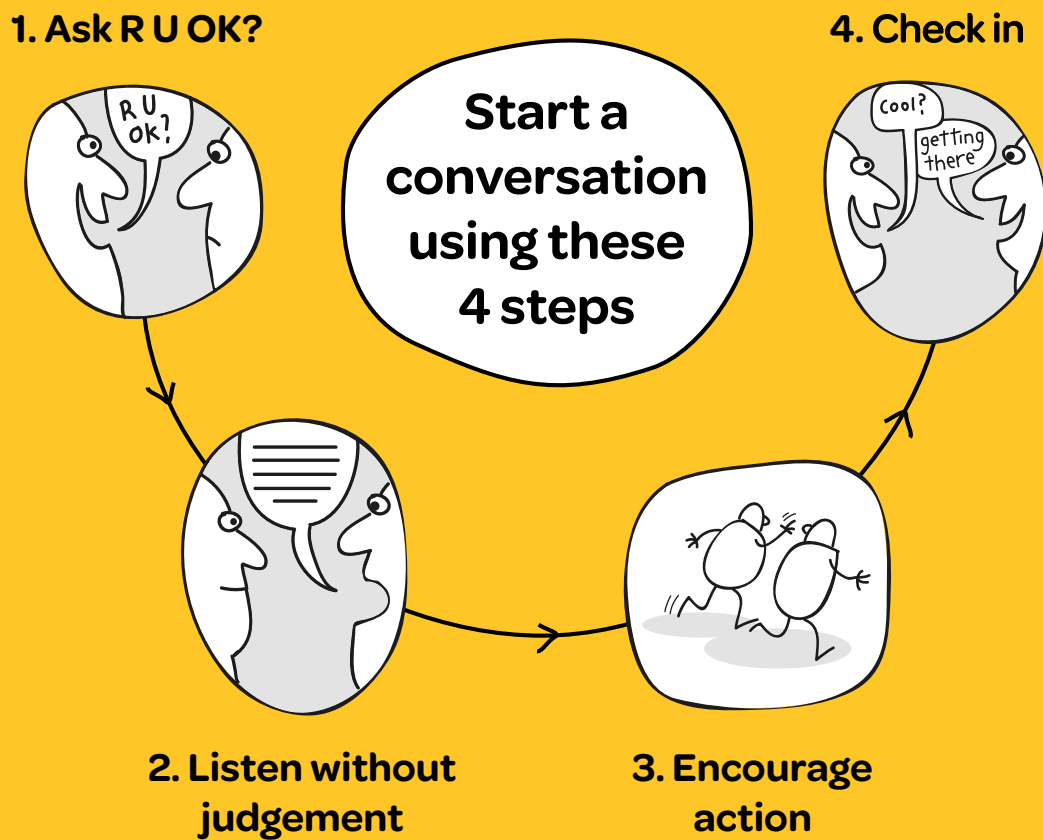 1. Ask R U OK?
R U
OK?
Start a
conversation
using these
4 steps
2. Listen without
judgement
3. Encourage
action
4. Check in
Cool?
getting
there